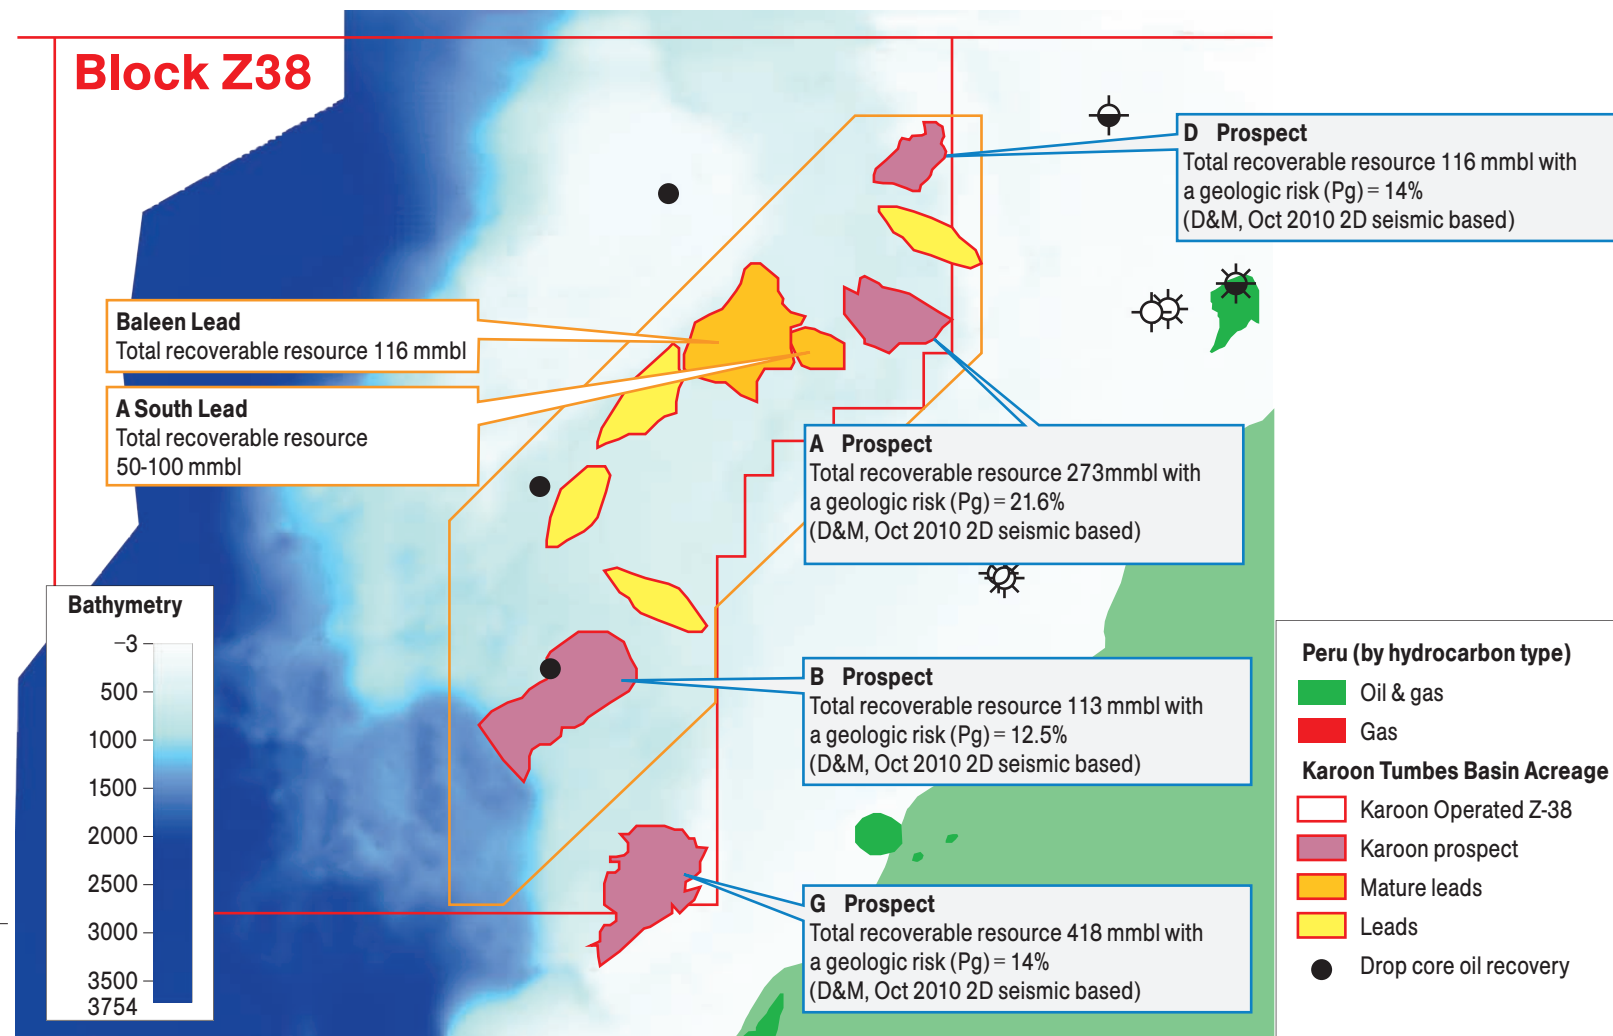 Block Z38
D Prospect
Total recoverable resource 116 mmbl with
a geologic risk (Pg) = 14%
(D&M, Oct 2010 2D seismic based)
Baleen Lead
Total recoverable resource 116 mmbl
A South Lead
Total recoverable resource
50-100 mmbl
A Prospect
Total recoverable resource 273mmbl with
a geologic risk (Pg) = 21.6%
(D&M, Oct 2010 2D seismic based)
B Prospect
Total recoverable resource 113 mmbl with
a geologic risk (Pg) = 12.5%
(D&M, Oct 2010 2D seismic based)
G Prospect
Total recoverable resource 418 mmbl with
a geologic risk (Pg) = 14%
(D&M, Oct 2010 2D seismic based)
Bathymetry
–3
500
1000
1500
2000
2500
3000
3500
3754
Peru (by hydrocarbon type)
Oil & gas
Gas
Karoon Tumbes Basin Acreage
Karoon Operated Z-38
Karoon prospect
Mature leads
Leads
Drop core oil recovery